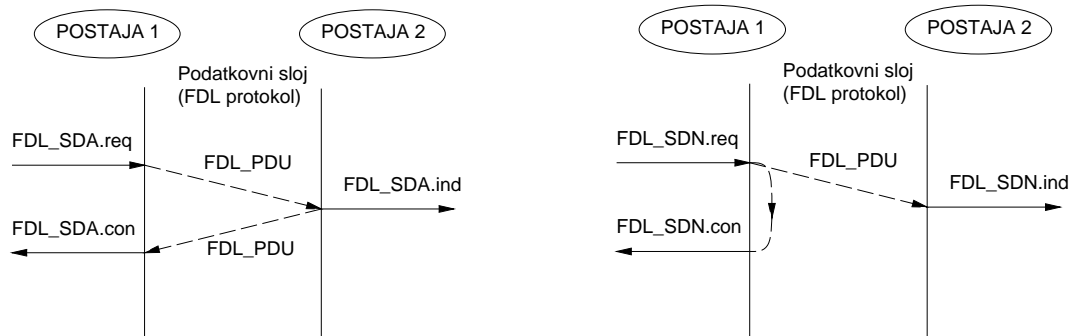 POSTAJA 1
POSTAJA 2
Podatkovni sloj
(FDL protokol)
FDL_SDA.req
FDL_PDU
FDL_SDA.ind
FDL_SDA.con
FDL_PDU
POSTAJA 1
POSTAJA 2
Podatkovni sloj
(FDL protokol)
FDL_SDN.req
FDL_PDU
FDL_SDN.ind
FDL_SDN.con